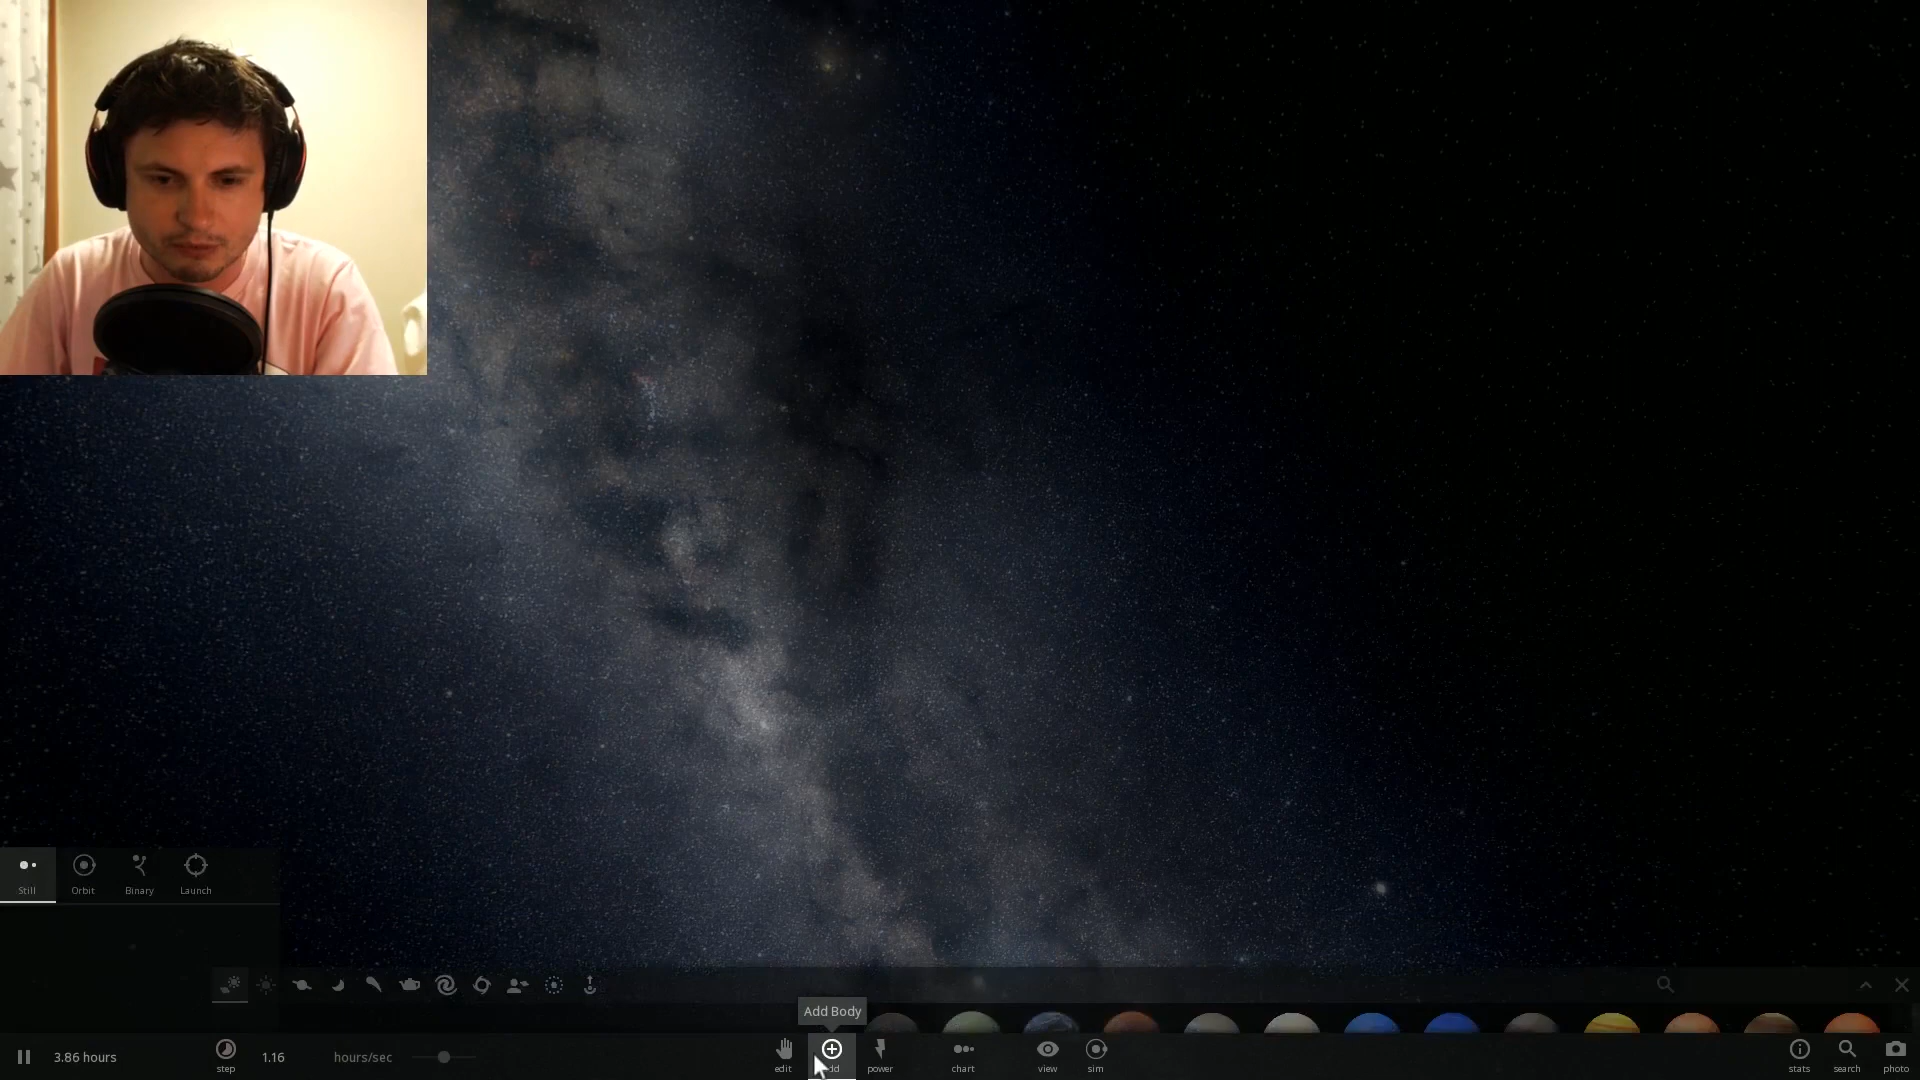 Still
Orbit
Binary
Launch
Add Body
3.86 hours
step
1.16
hours/sec
edit
power
chart
view
sim
stats
search
photo